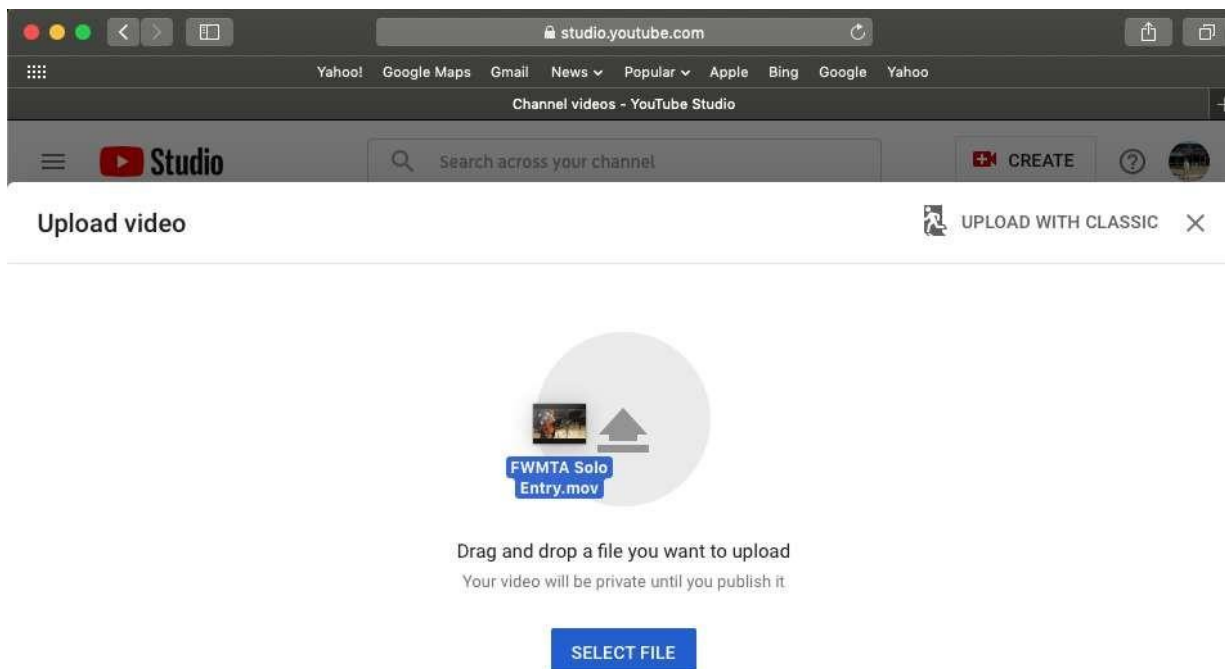 studio.youtube.com
Yahoo! Google Maps Gmail News Popular Apple Bing Google Yahoo
Channel videos - YouTube Studio
Studio Search across your channel CREATE
Upload video UPLOAD WITH CLASSIC
FWMTA Solo
Entry.mov
Drag and drop a file you want to upload
Your video will be private until you publish it
SELECT FILE